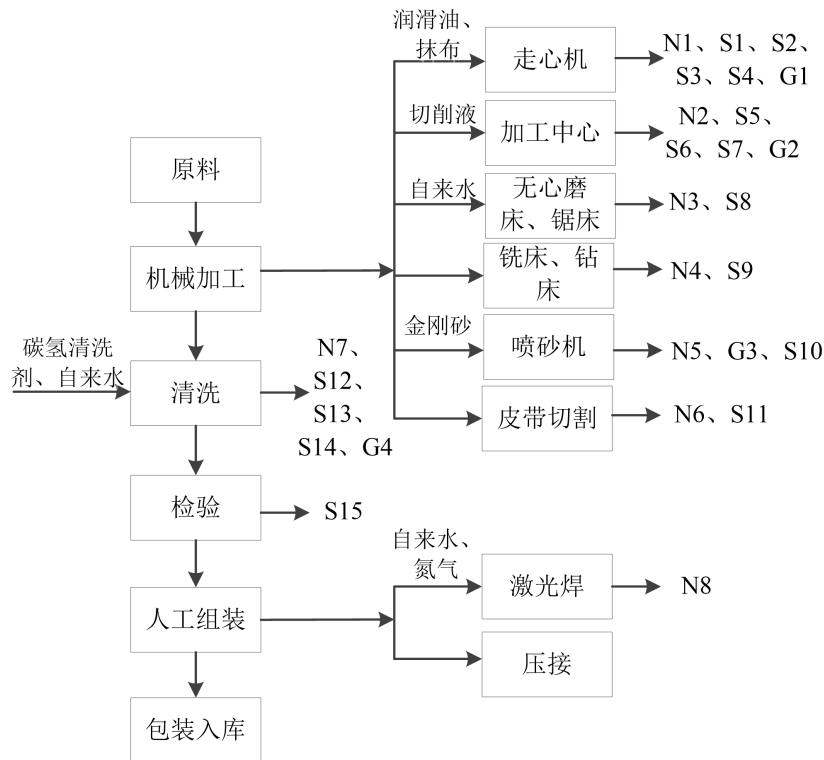 润滑油、
抹布
走心机
N1、S1、S2、
S3、S4、G1
切削液
加工中心
N2、S5、
S6、S7、G2
原料
自来水
无心磨
床、锯床
N3、S8
机械加工
铣床、钻
床
N4、S9
金刚砂
喷砂机
N5、G3、S10
碳氢清洗
剂、自来水
清洗
N7、
S12、
S13、
S14、G4
皮带切割
N6、S11
检验
S15
自来水、
氮气
激光焊
N8
人工组装
压接
包装入库